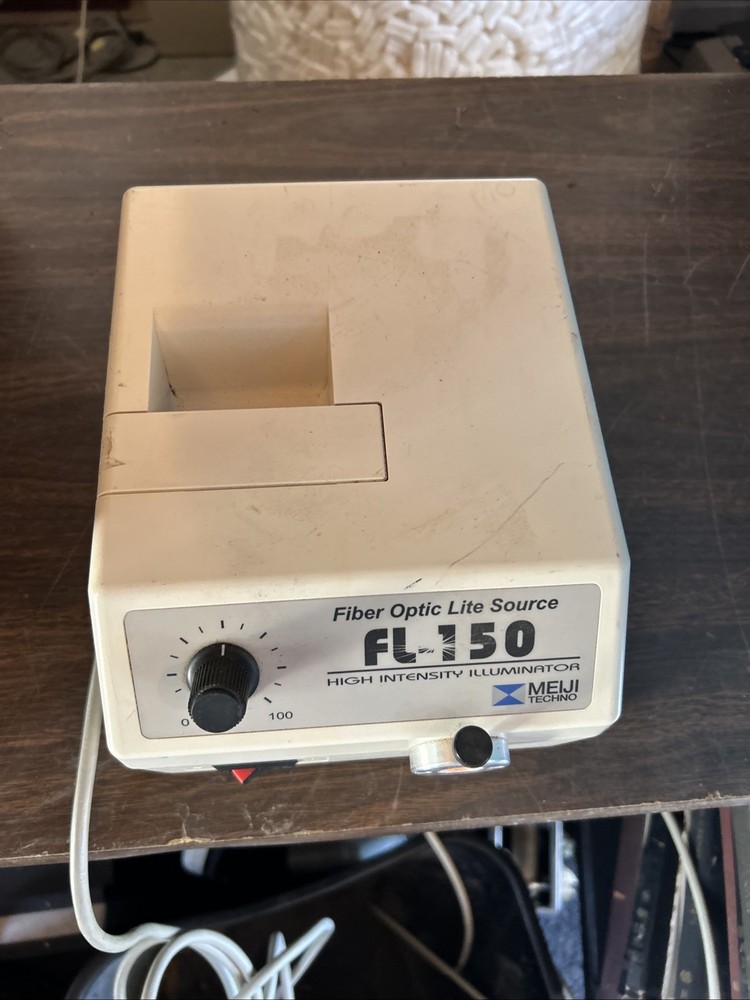 Fiber Optic Lite Source
FL-150
HIGH INTENSITY ILLUMINATOR
MEIJI
TECHNO
0
100